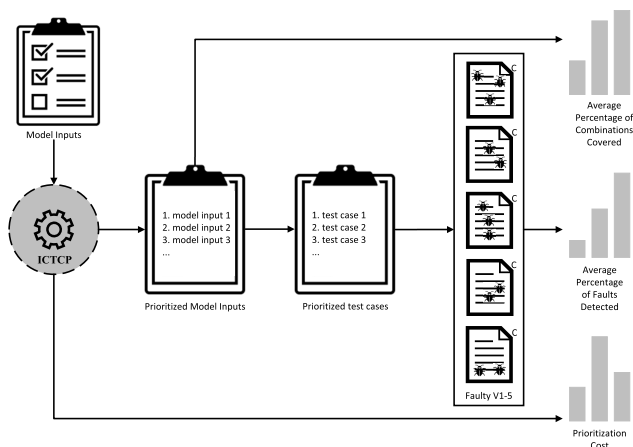 Model Inputs
ICTCP
1. model input 1
2. model input 2
3. model input 3
...
Prioritized Model Inputs
1. test case 1
2. test case 2
3. test case 3
...
Prioritized test cases
C
C
C
C
C
Faulty V1-5
Average
Percentage of
Combinations
Covered
Average
Percentage
of Faults
Detected
Prioritization
Cost